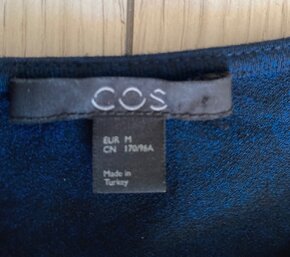 COS
EUR M
CN 170/96A
Made in
Turkey